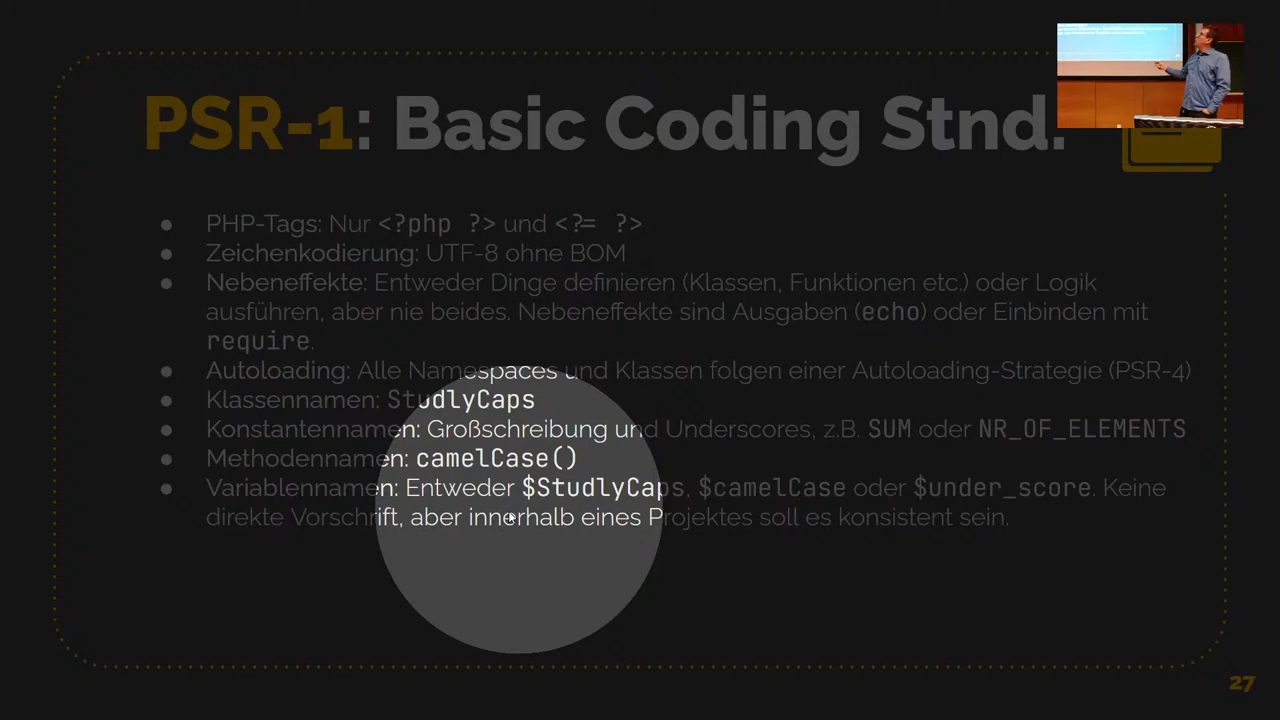 PSR-1: Basic Coding Stnd.
● PHP-Tags: Nur <?php ?> und <?= ?>
● Zeichenkodierung: UTF-8 ohne BOM
● Nebeneffekte: Entweder Dinge definieren (Klassen, Funktionen etc.) oder Logik
ausführen, aber nie beides. Nebeneffekte sind Ausgaben (echo) oder Einbinden mit
require.
● Autoloading: Alle Namespaces und Klassen folgen einer Autoloading-Strategie (PSR-4)
● Klassennamen: StudlyCaps
● Konstantennamen: Großschreibung und Underscores, z.B. SUM oder NR_OF_ELEMENTS
● Methodennamen: camelCase()
● Variablennamen: Entweder $StudlyCaps, $camelCase oder $under_score. Keine
direkte Vorschrift, aber innerhalb eines Projektes soll es konsistent sein.
27